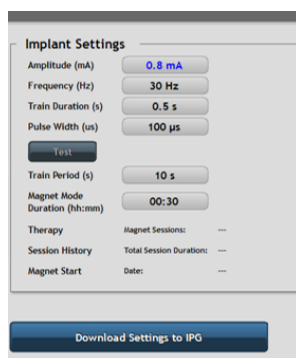 Implant Settings
Amplitude (mA) 0.8 mA
Frequency (Hz) 30 Hz
Train Duration (s) 0.5 s
Pulse Width (us) 100 µs
Test
Train Period (s) 10 s
Magnet Mode
Duration (hh:mm) 00:30
Therapy Magnet Sessions: ---
Session History Total Session Duration: ---
Magnet Start Date: ---
Download Settings to IPG